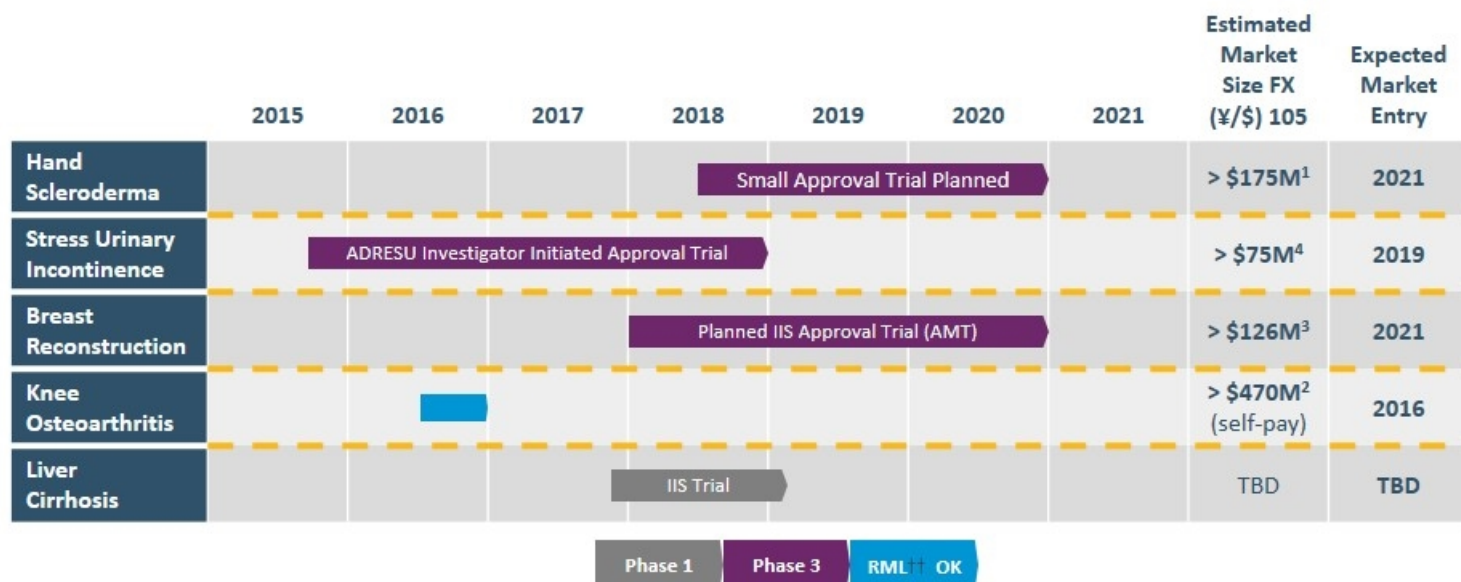 Estimated
Market
Size FX
(¥/$) 105
Expected
Market
Entry
2015 2016 2017 2018 2019 2020 2021
Hand
Scleroderma
Small Approval Trial Planned
> $175M¹
2021
Stress Urinary
Incontinence
ADRESU Investigator Initiated Approval Trial
> $75M⁴
2019
Breast
Reconstruction
Planned IIS Approval Trial (AMT)
> $126M³
2021
Knee
Osteoarthritis
> $470M²
(self-pay)
2016
Liver
Cirrhosis
IIS Trial
TBD
TBD
Phase 1 Phase 3 RML†† OK